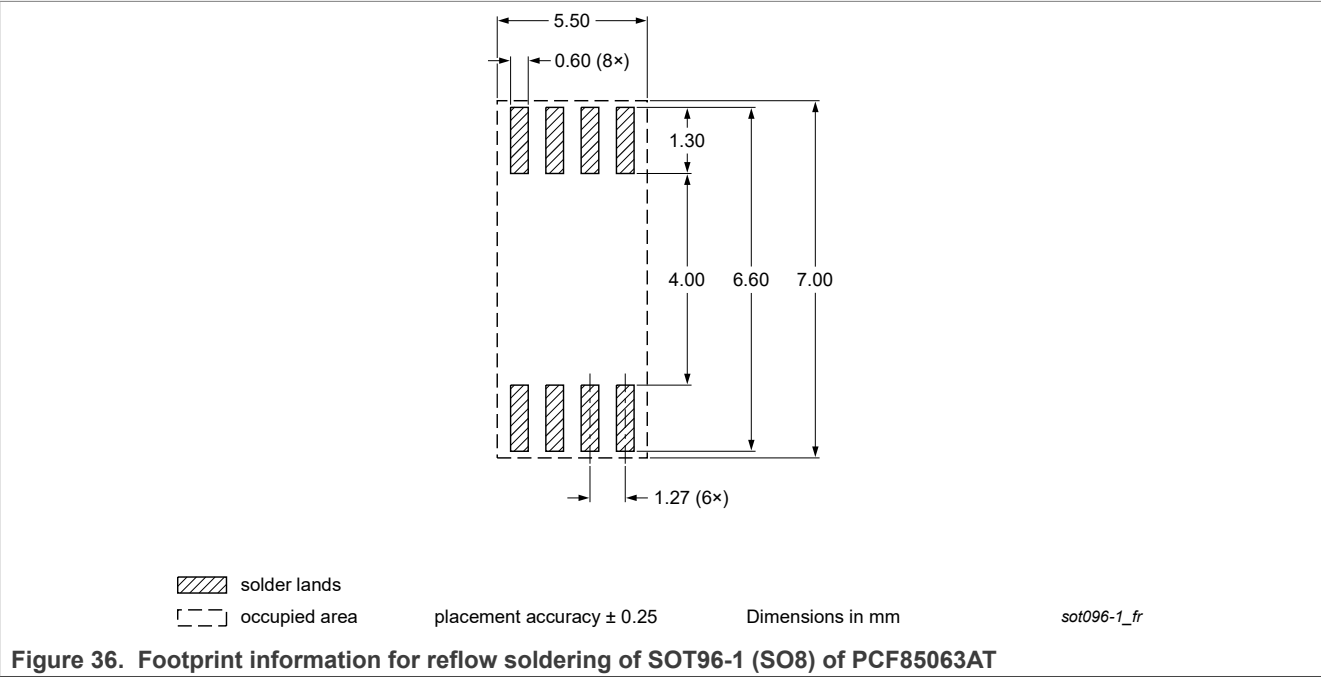 5.50
0.60 (8×)
1.30
4.00 6.60 7.00
1.27 (6×)
solder lands
occupied area placement accuracy ± 0.25 Dimensions in mm sot096-1_fr
Figure 36. Footprint information for reflow soldering of SOT96-1 (SO8) of PCF85063AT